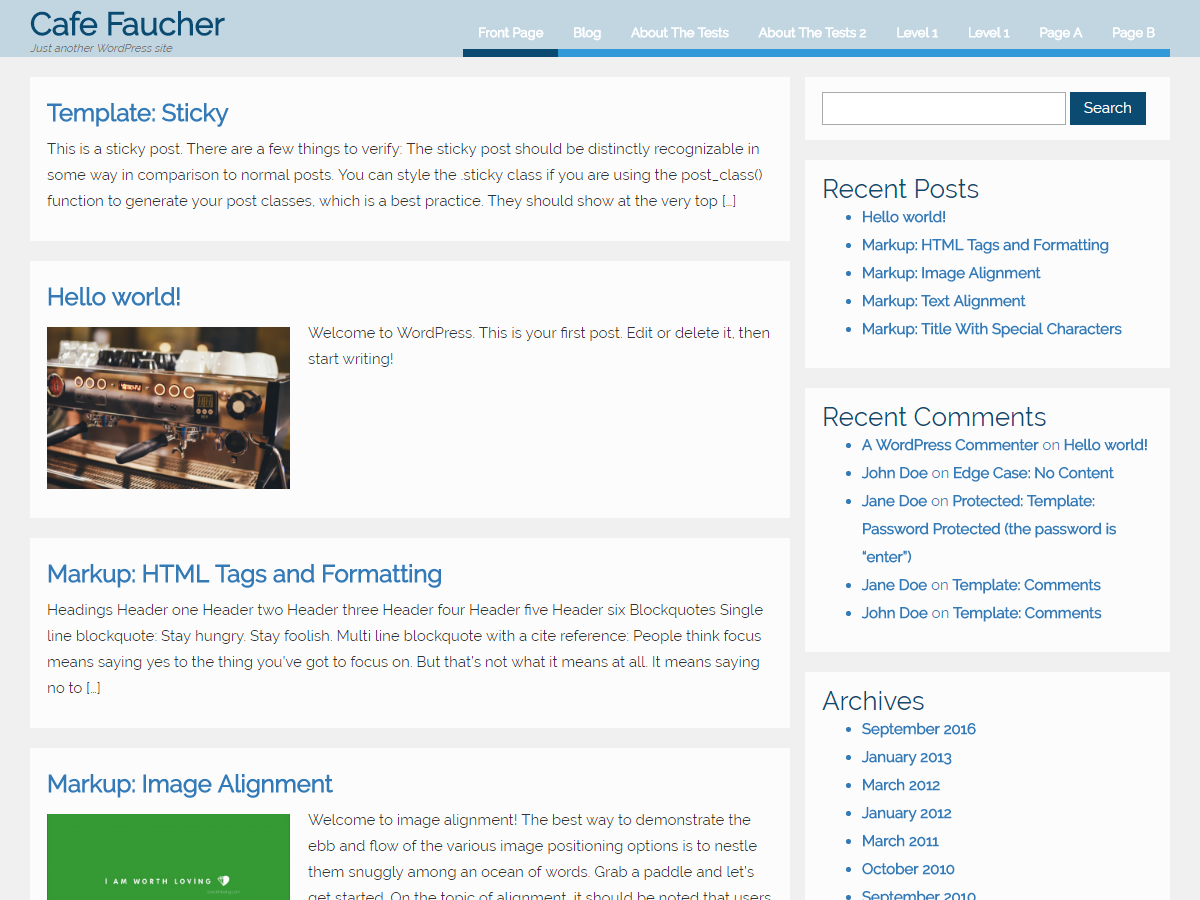 Cafe Faucher
Just another WordPress site
Front Page Blog About The Tests About The Tests 2 Level 1 Level 1 Page A Page B
Template: Sticky
This is a sticky post. There are a few things to verify: The sticky post should be distinctly recognizable in
some way in comparison to normal posts. You can style the .sticky class if you are using the post_class()
function to generate your post classes, which is a best practice. They should show at the very top [...]
Hello world!
Welcome to WordPress. This is your first post. Edit or delete it, then
start writing!
Markup: HTML Tags and Formatting
Headings Header one Header two Header three Header four Header five Header six Blockquotes Single
line blockquote: Stay hungry. Stay foolish. Multi line blockquote with a cite reference: People think focus
means saying yes to the thing you've got to focus on. But that's not what it means at all. It means saying
no to [...]
Markup: Image Alignment
I AM WORTH LOVING
Welcome to image alignment! The best way to demonstrate the
ebb and flow of the various image positioning options is to nestle
them snuggly among an ocean of words. Grab a paddle and let's
get started. On the topic of alignment, it should be noted that users
Search
Recent Posts
Hello world!
Markup: HTML Tags and Formatting
Markup: Image Alignment
Markup: Text Alignment
Markup: Title With Special Characters
Recent Comments
A WordPress Commenter on Hello world!
John Doe on Edge Case: No Content
Jane Doe on Protected: Template:
Password Protected (the password is
“enter”)
Jane Doe on Template: Comments
John Doe on Template: Comments
Archives
September 2016
January 2013
March 2012
January 2012
March 2011
October 2010
September 2010